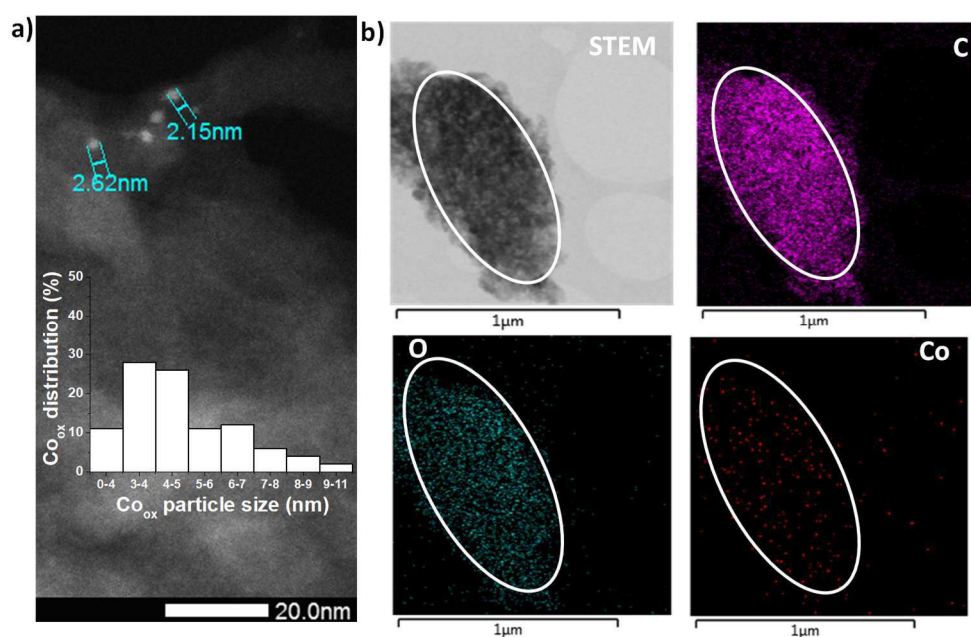 a)
2.15nm
2.62nm
50
40
30
20
10
0
Co_ox distribution (%)
0-4 3-4 4-5 5-6 6-7 7-8 8-9 9-11
Co_ox particle size (nm)
20.0nm
b)
STEM
C
1µm
1µm
O
Co
1µm
1µm